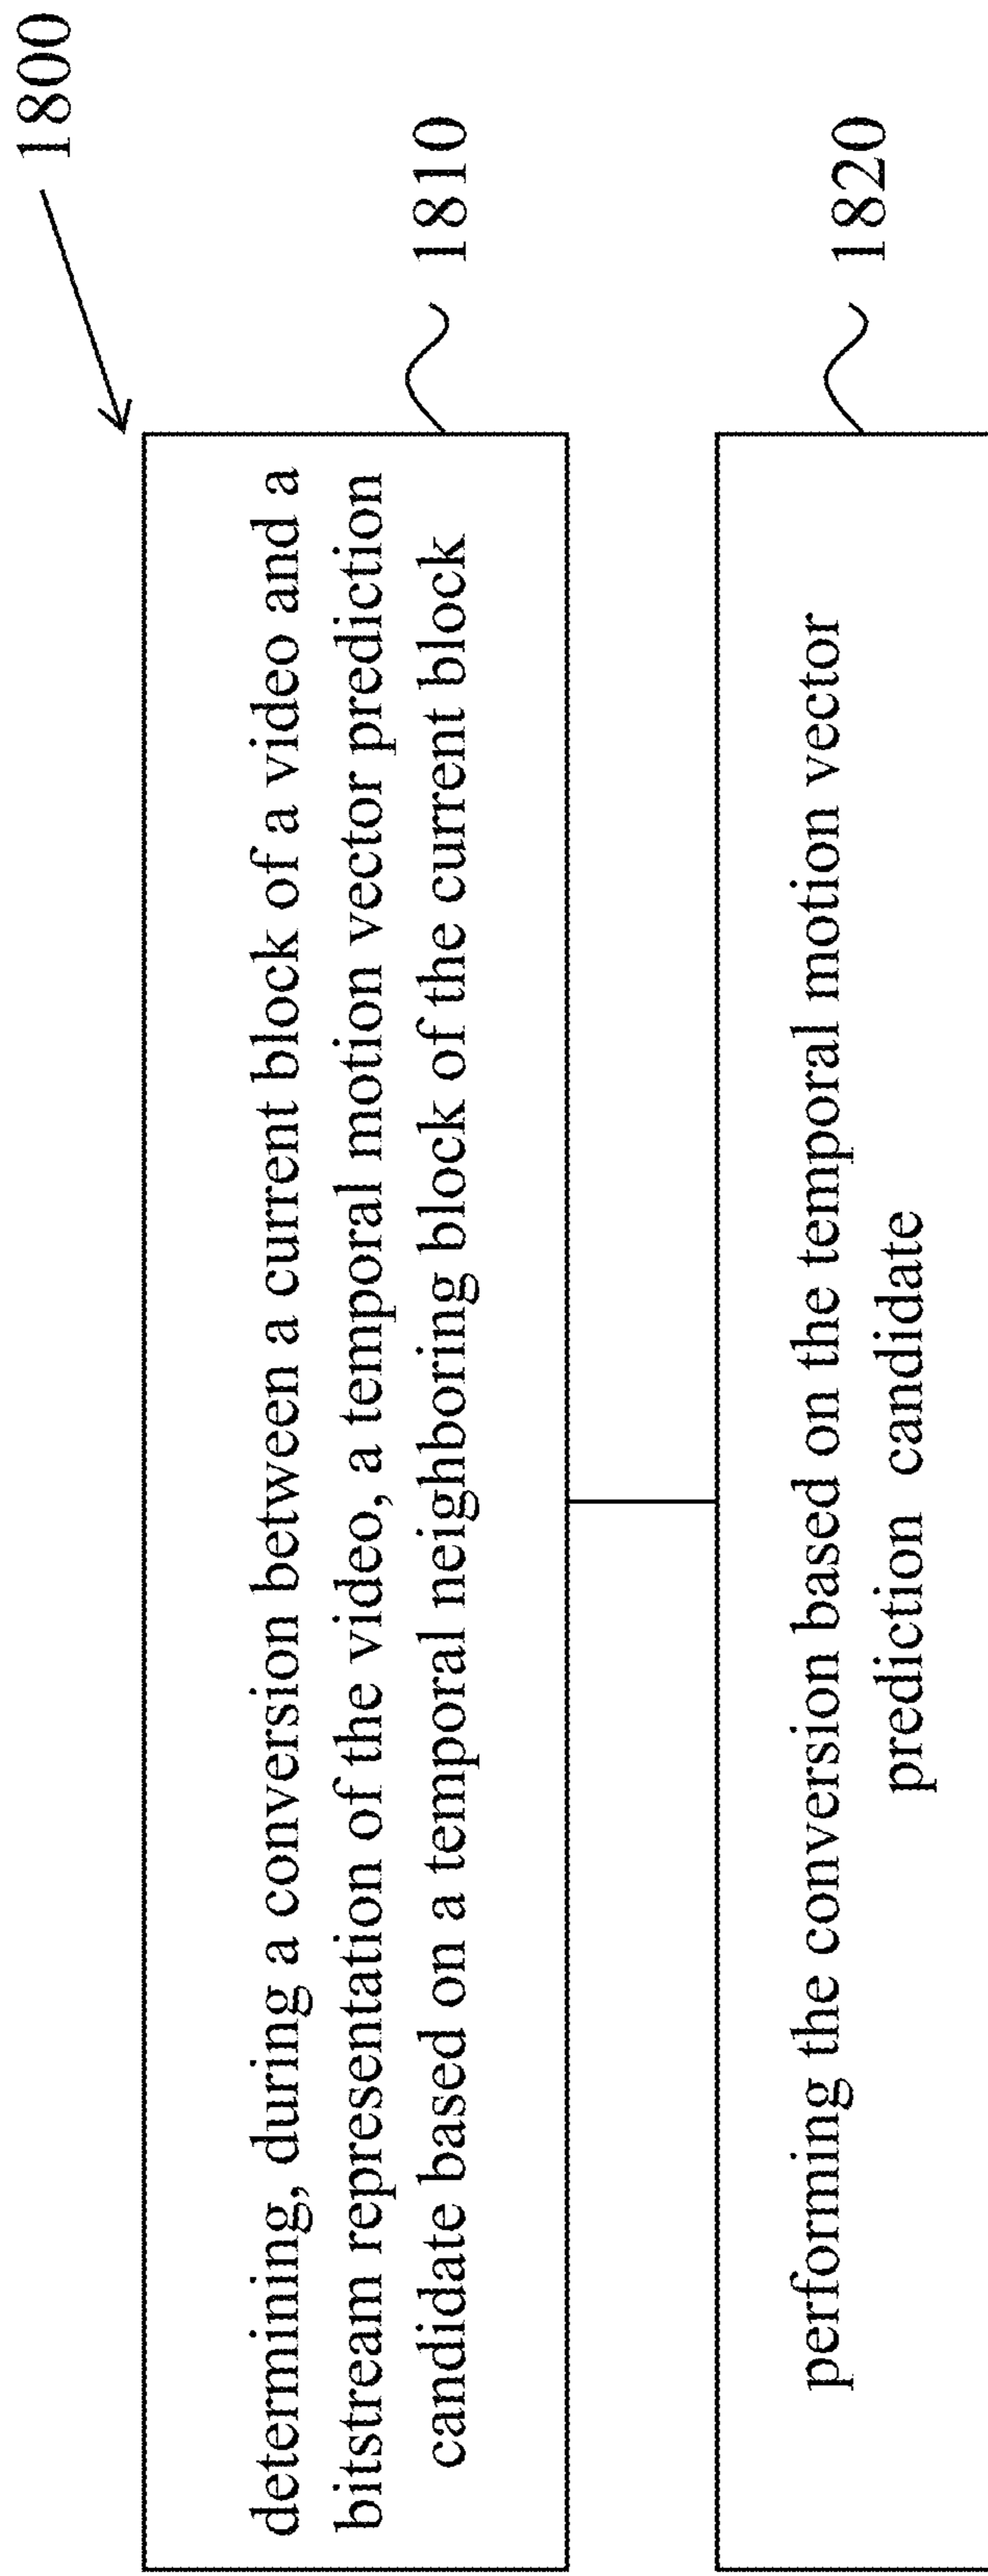 1800
determining, during a conversion between a current block of a video and a
bitstream representation of the video, a temporal motion vector prediction
candidate based on a temporal neighboring block of the current block
1810
performing the conversion based on the temporal motion vector
prediction candidate
1820